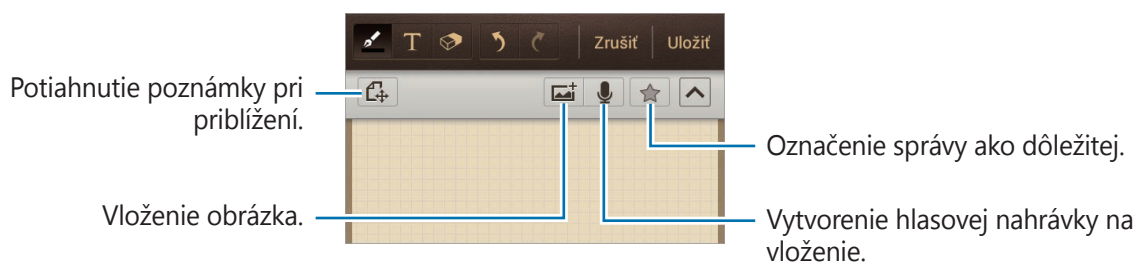 T
Zrušiť
Uložiť
Potiahnutie poznámky pri
priblížení.
Označenie správy ako dôležitej.
Vloženie obrázka.
Vytvorenie hlasovej nahrávky na
vloženie.